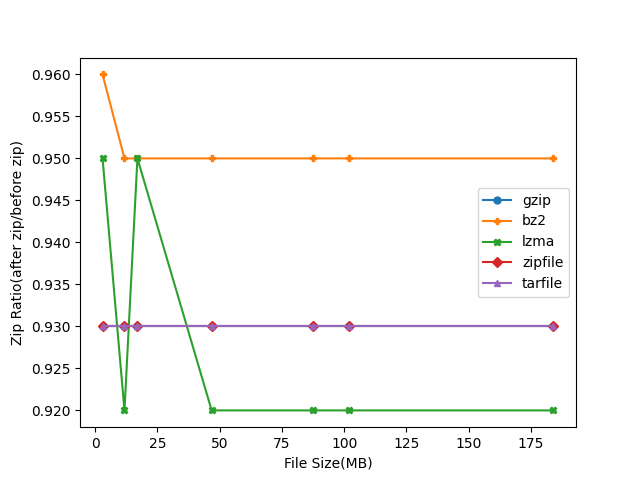 0.960
0.955
0.950
0.945
0.940
0.935
0.930
0.925
0.920
Zip Ratio(after zip/before zip)
gzip
bz2
lzma
zipfile
tarfile
0 25 50 75 100 125 150 175
File Size(MB)